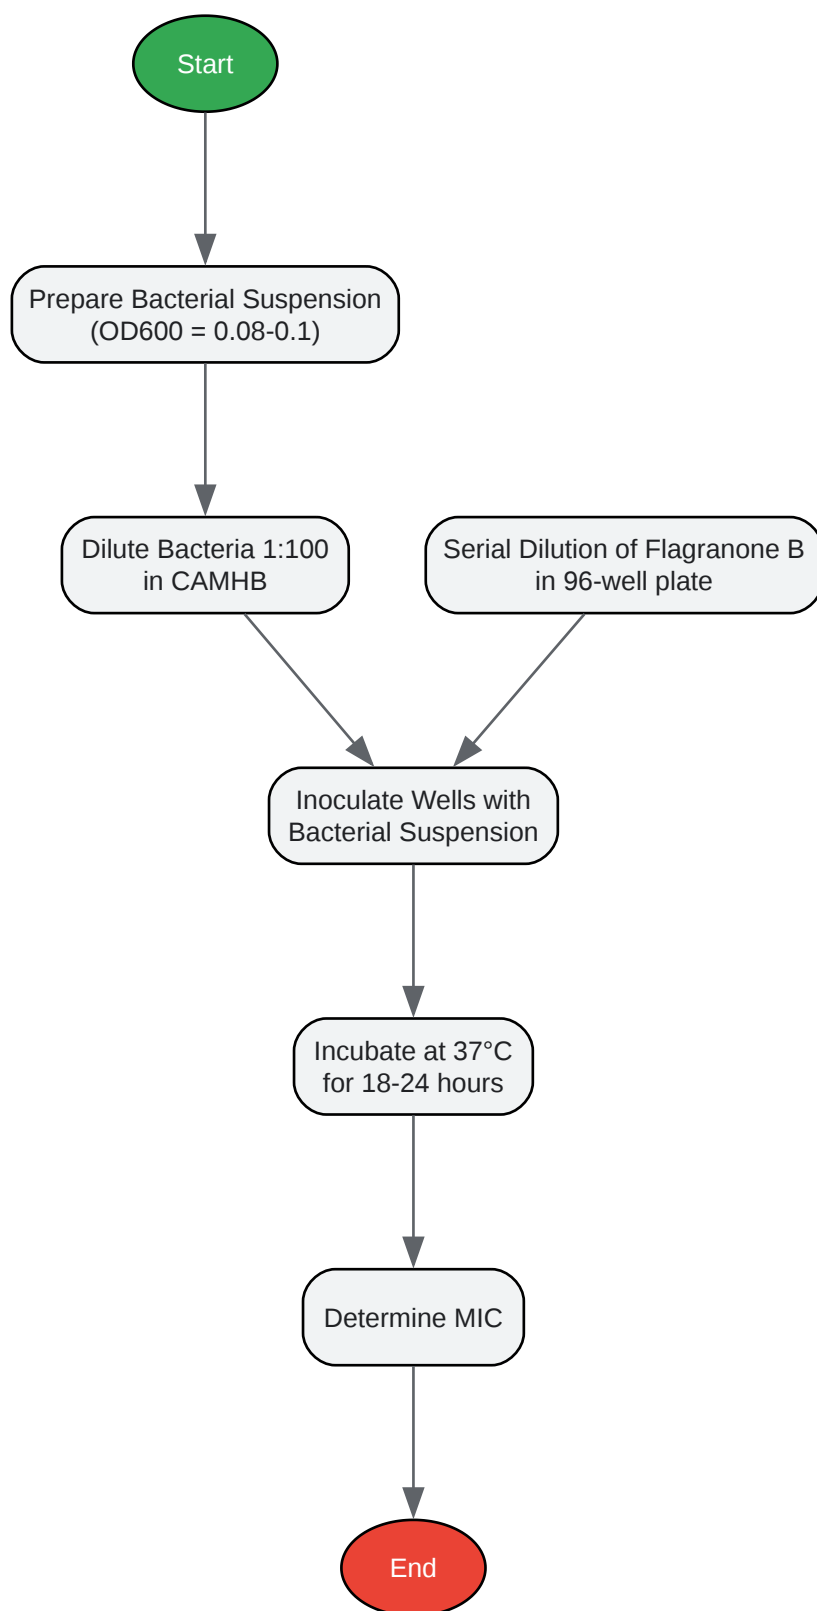 Start
Prepare Bacterial Suspension
(OD600 = 0.08-0.1)
Dilute Bacteria 1:100
in CAMHB
Serial Dilution of Flagranone B
in 96-well plate
Inoculate Wells with
Bacterial Suspension
Incubate at 37°C
for 18-24 hours
Determine MIC
End